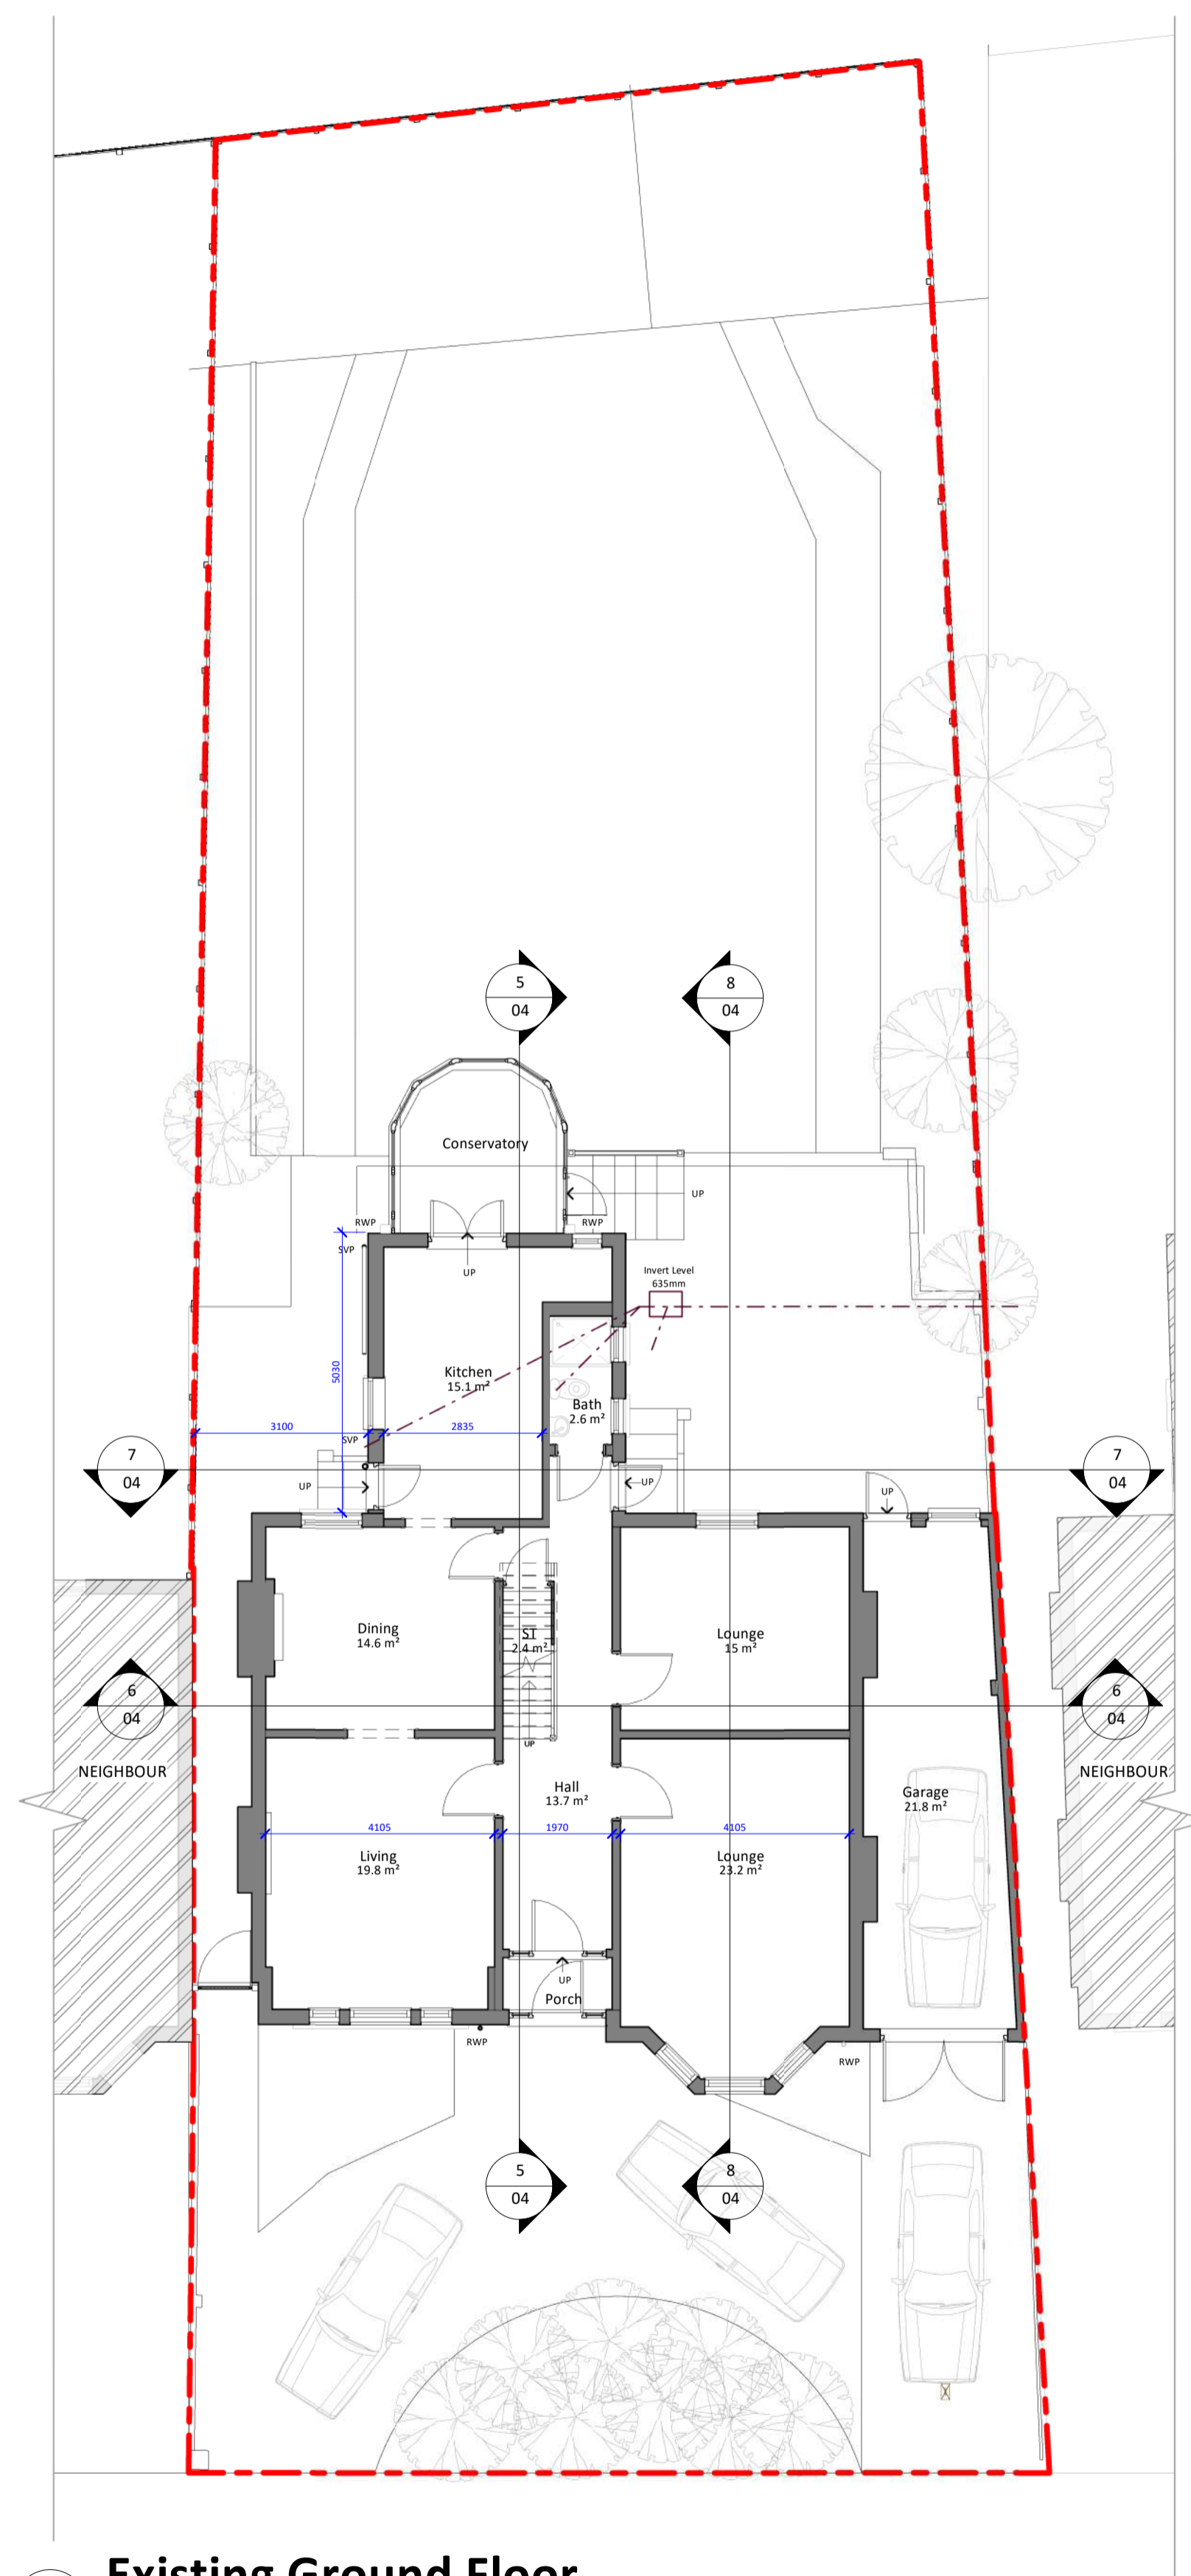 5
04
8
04
Conservatory
UP
RWP
RWP
SVP
UP
Invert Level
635mm
5030
Kitchen
15.1 m²
Bath
2.6 m²
3100
2835
SVP
7
04
7
04
UP
UP
UP
Dining
14.6 m²
ST
2.4 m²
Lounge
15 m²
6
04
6
04
UP
NEIGHBOUR
NEIGHBOUR
Hall
13.7 m²
Garage
21.8 m²
4105
1970
4105
Living
19.8 m²
Lounge
23.2 m²
UP
Porch
RWP
RWP
5
04
8
04
Existing Ground Floor